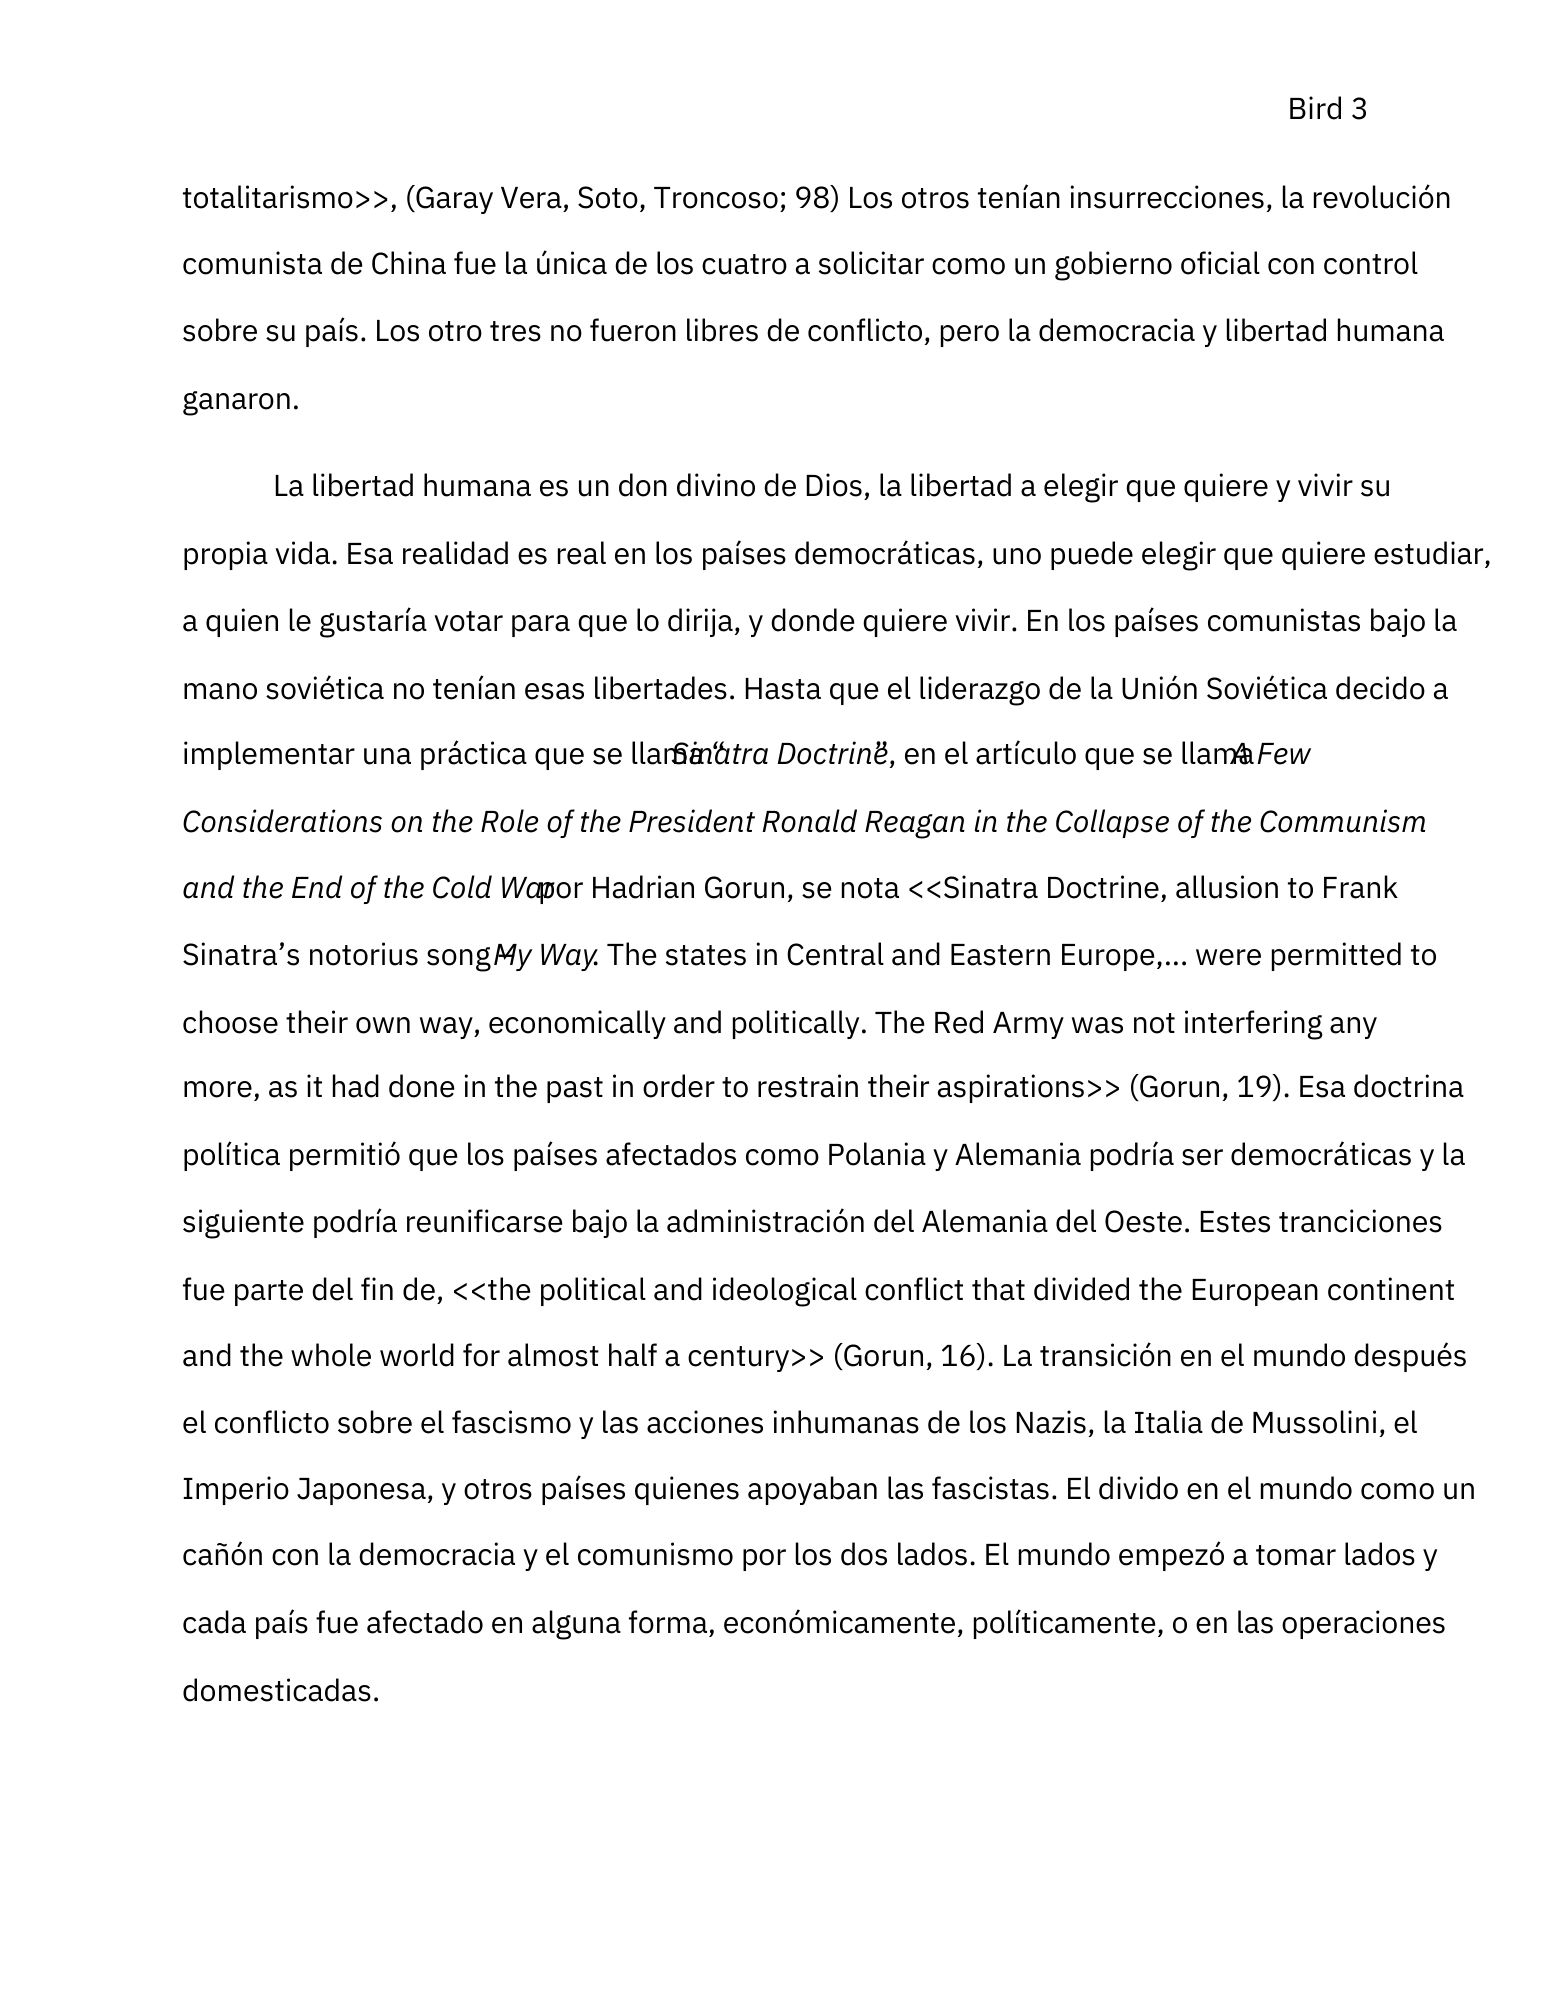 Bird 3
totalitarismo>>, (Garay Vera, Soto, Troncoso; 98) Los otros tenían insurrecciones, la revolución
comunista de China fue la única de los cuatro a solicitar como un gobierno oficial con control
sobre su país. Los otro tres no fueron libres de conflicto, pero la democracia y libertad humana
ganaron.
La libertad humana es un don divino de Dios, la libertad a elegir que quiere y vivir su
propia vida. Esa realidad es real en los países democráticas, uno puede elegir que quiere estudiar,
a quien le gustaría votar para que lo dirija, y donde quiere vivir. En los países comunistas bajo la
mano soviética no tenían esas libertades. Hasta que el liderazgo de la Unión Soviética decido a
implementar una práctica que se llama “Sinatra Doctrine”, en el artículo que se llama A Few
Considerations on the Role of the President Ronald Reagan in the Collapse of the Communism
and the End of the Cold War por Hadrian Gorun, se nota <<Sinatra Doctrine, allusion to Frank
Sinatra’s notorius song – My Way. The states in Central and Eastern Europe,… were permitted to
choose their own way, economically and politically. The Red Army was not interfering any
more, as it had done in the past in order to restrain their aspirations>> (Gorun, 19). Esa doctrina
política permitió que los países afectados como Polania y Alemania podría ser democráticas y la
siguiente podría reunificarse bajo la administración del Alemania del Oeste. Estes tranciciones
fue parte del fin de, <<the political and ideological conflict that divided the European continent
and the whole world for almost half a century>> (Gorun, 16). La transición en el mundo después
el conflicto sobre el fascismo y las acciones inhumanas de los Nazis, la Italia de Mussolini, el
Imperio Japonesa, y otros países quienes apoyaban las fascistas. El divido en el mundo como un
cañón con la democracia y el comunismo por los dos lados. El mundo empezó a tomar lados y
cada país fue afectado en alguna forma, económicamente, políticamente, o en las operaciones
domesticadas.